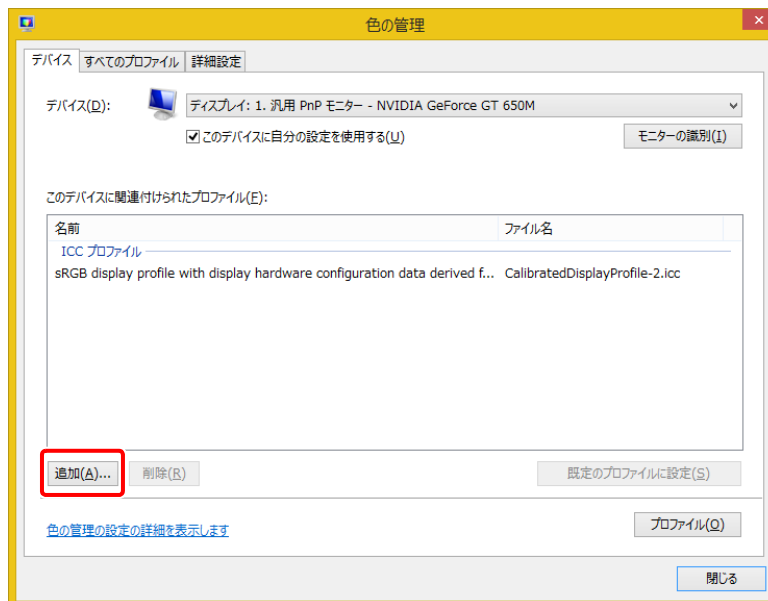 色の管理
デバイス すべてのプロファイル 詳細設定
デバイス(D): ディスプレイ: 1. 汎用 PnP モニター - NVIDIA GeForce GT 650M
このデバイスに自分の設定を使用する(U) モニターの識別(I)
このデバイスに関連付けられたプロファイル(F):
名前 ファイル名
ICC プロファイル
sRGB display profile with display hardware configuration data derived f... CalibratedDisplayProfile-2.icc
追加(A)... 削除(R) 既定のプロファイルに設定(S)
色の管理の設定の詳細を表示します プロファイル(O)
閉じる